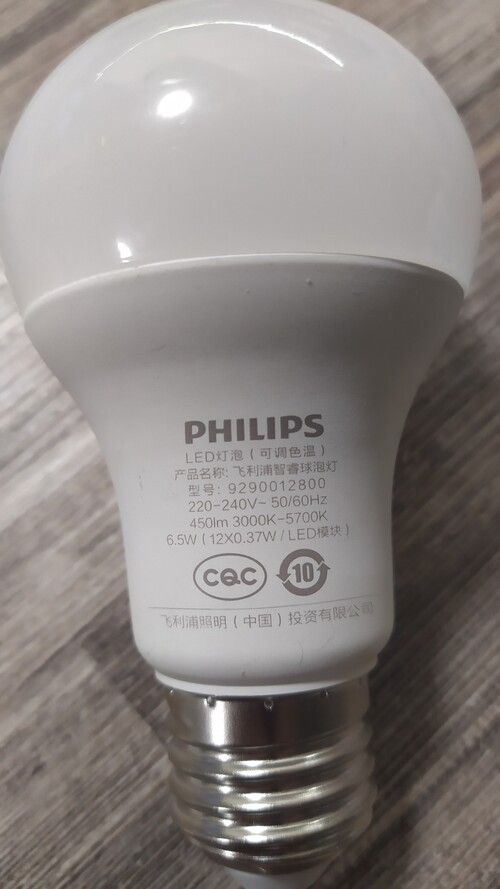 PHILIPS
LED灯泡（可调色温）
产品名称: 飞利浦智睿球泡灯
型号: 9290012800
220-240V~ 50/60Hz
450lm 3000K-5700K
6.5W（12X0.37W / LED模块）
CQC 10
飞利浦照明（中国）投资有限公司